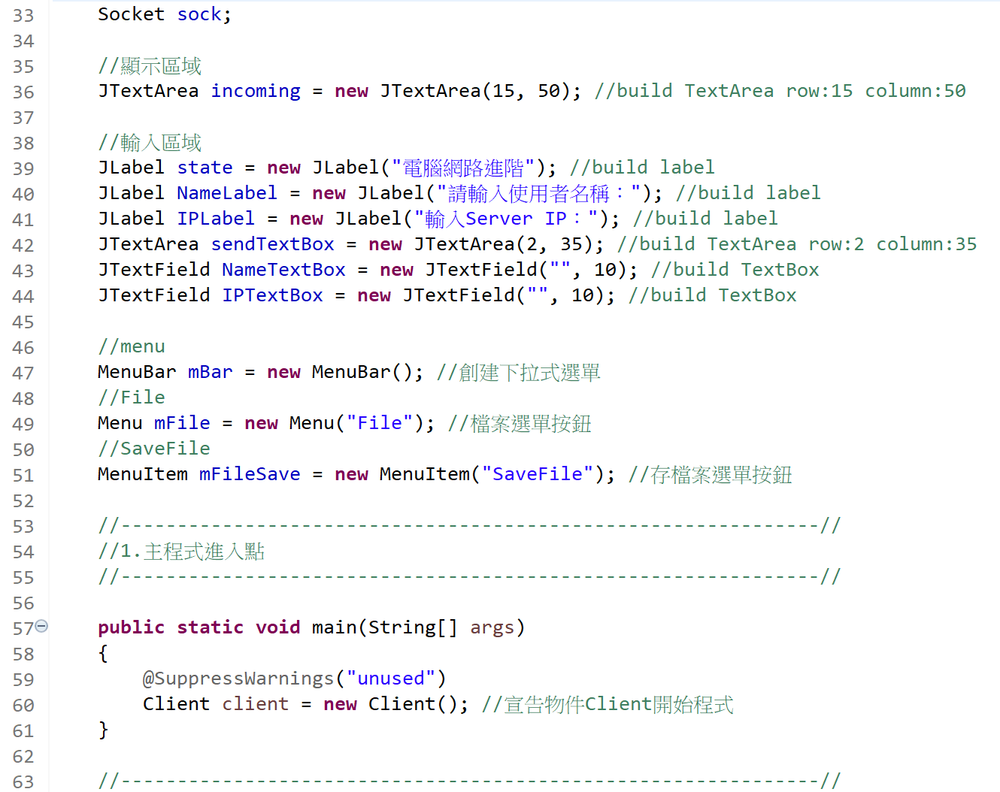 33 Socket sock;
34
35 //顯示區域
36 JTextArea incoming = new JTextArea(15, 50); //build TextArea row:15 column:50
37
38 //輸入區域
39 JLabel state = new JLabel("電腦網路進階"); //build label
40 JLabel NameLabel = new JLabel("請輸入使用者名稱："); //build label
41 JLabel IPLabel = new JLabel("輸入Server IP："); //build label
42 JTextArea sendTextBox = new JTextArea(2, 35); //build TextArea row:2 column:35
43 JTextField NameTextBox = new JTextField("", 10); //build TextBox
44 JTextField IPTextBox = new JTextField("", 10); //build TextBox
45
46 //menu
47 MenuBar mBar = new MenuBar(); //創建下拉式選單
48 //File
49 Menu mFile = new Menu("File"); //檔案選單按鈕
50 //SaveFile
51 MenuItem mFileSave = new MenuItem("SaveFile"); //存檔案選單按鈕
52
53 //--------------------------------------------------------------//
54 //1.主程式進入點
55 //--------------------------------------------------------------//
56
57 public static void main(String[] args)
58 {
59 @SuppressWarnings("unused")
60 Client client = new Client(); //宣告物件Client開始程式
61 }
62
63 //--------------------------------------------------------------//